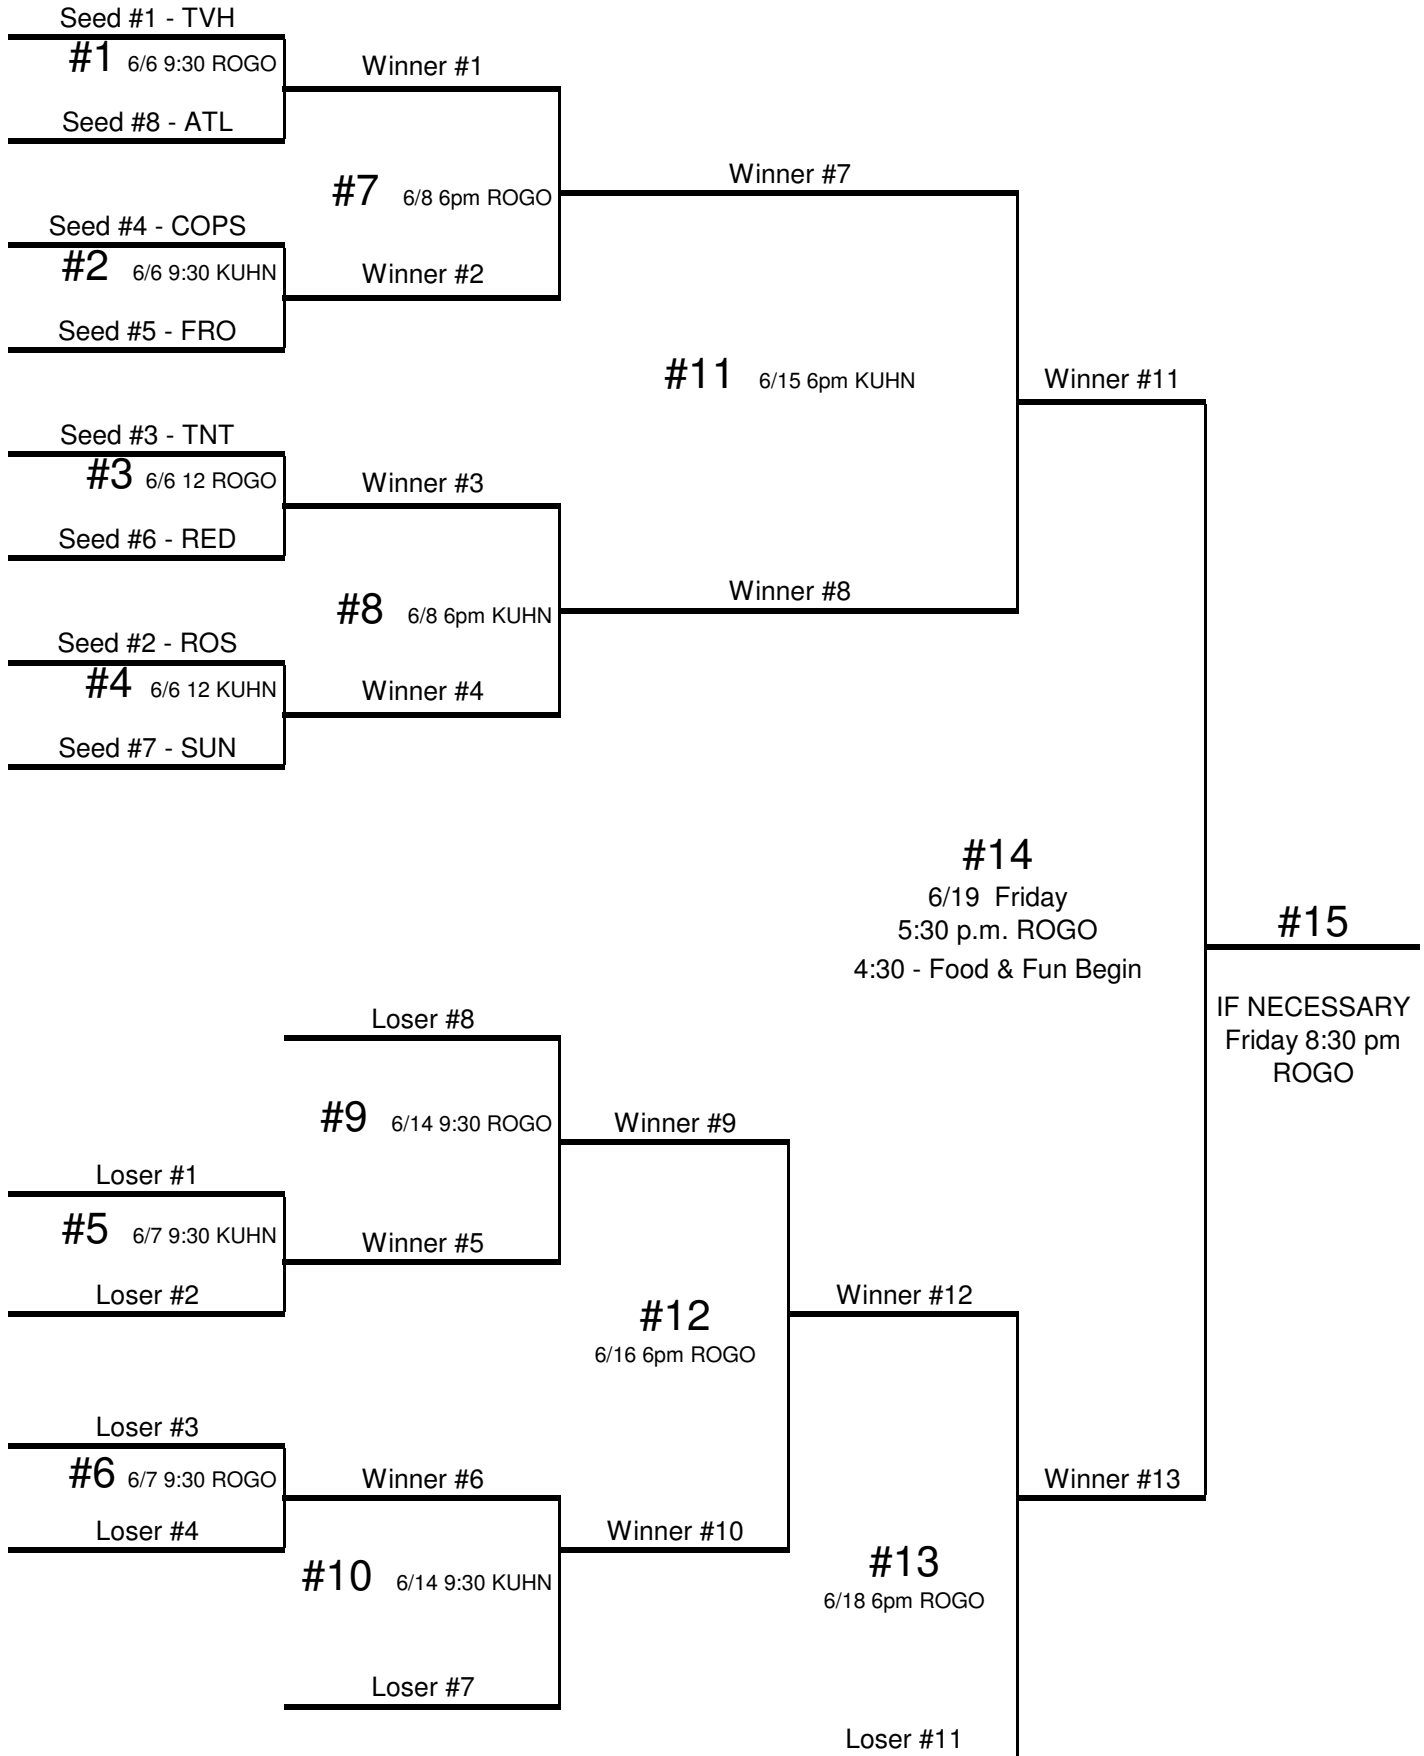 Seed #1 - TVH
#1 6/6 9:30 ROGO
Winner #1
Seed #8 - ATL
Winner #7
#7 6/8 6pm ROGO
Seed #4 - COPS
#2 6/6 9:30 KUHN
Winner #2
Seed #5 - FRO
#11 6/15 6pm KUHN
Winner #11
Seed #3 - TNT
#3 6/6 12 ROGO
Winner #3
Seed #6 - RED
Winner #8
#8 6/8 6pm KUHN
Seed #2 - ROS
#4 6/6 12 KUHN
Winner #4
Seed #7 - SUN
#14
6/19 Friday
5:30 p.m. ROGO
4:30 - Food & Fun Begin
#15
IF NECESSARY
Friday 8:30 pm
ROGO
Loser #8
#9 6/14 9:30 ROGO
Winner #9
Loser #1
#5 6/7 9:30 KUHN
Winner #5
Loser #2
#12
6/16 6pm ROGO
Winner #12
Loser #3
#6 6/7 9:30 ROGO
Winner #6
Winner #13
Loser #4
Winner #10
#10 6/14 9:30 KUHN
#13
6/18 6pm ROGO
Loser #7
Loser #11